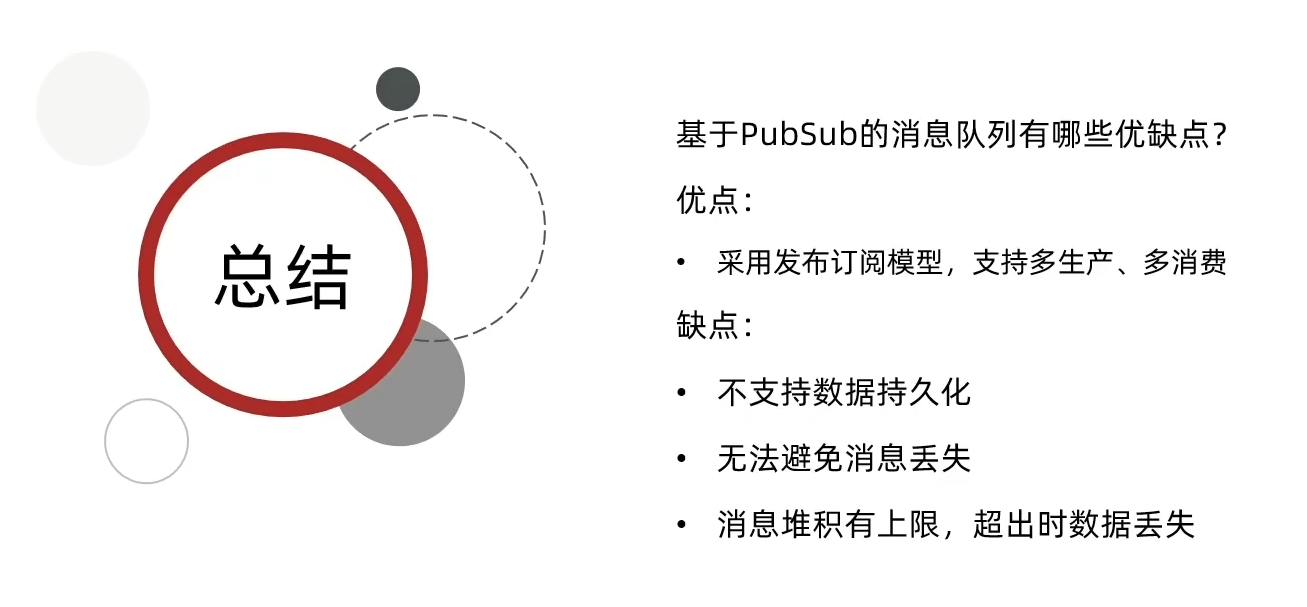 总结
基于PubSub的消息队列有哪些优缺点？
优点：
• 采用发布订阅模型，支持多生产、多消费
缺点：
• 不支持数据持久化
• 无法避免消息丢失
• 消息堆积有上限，超出时数据丢失